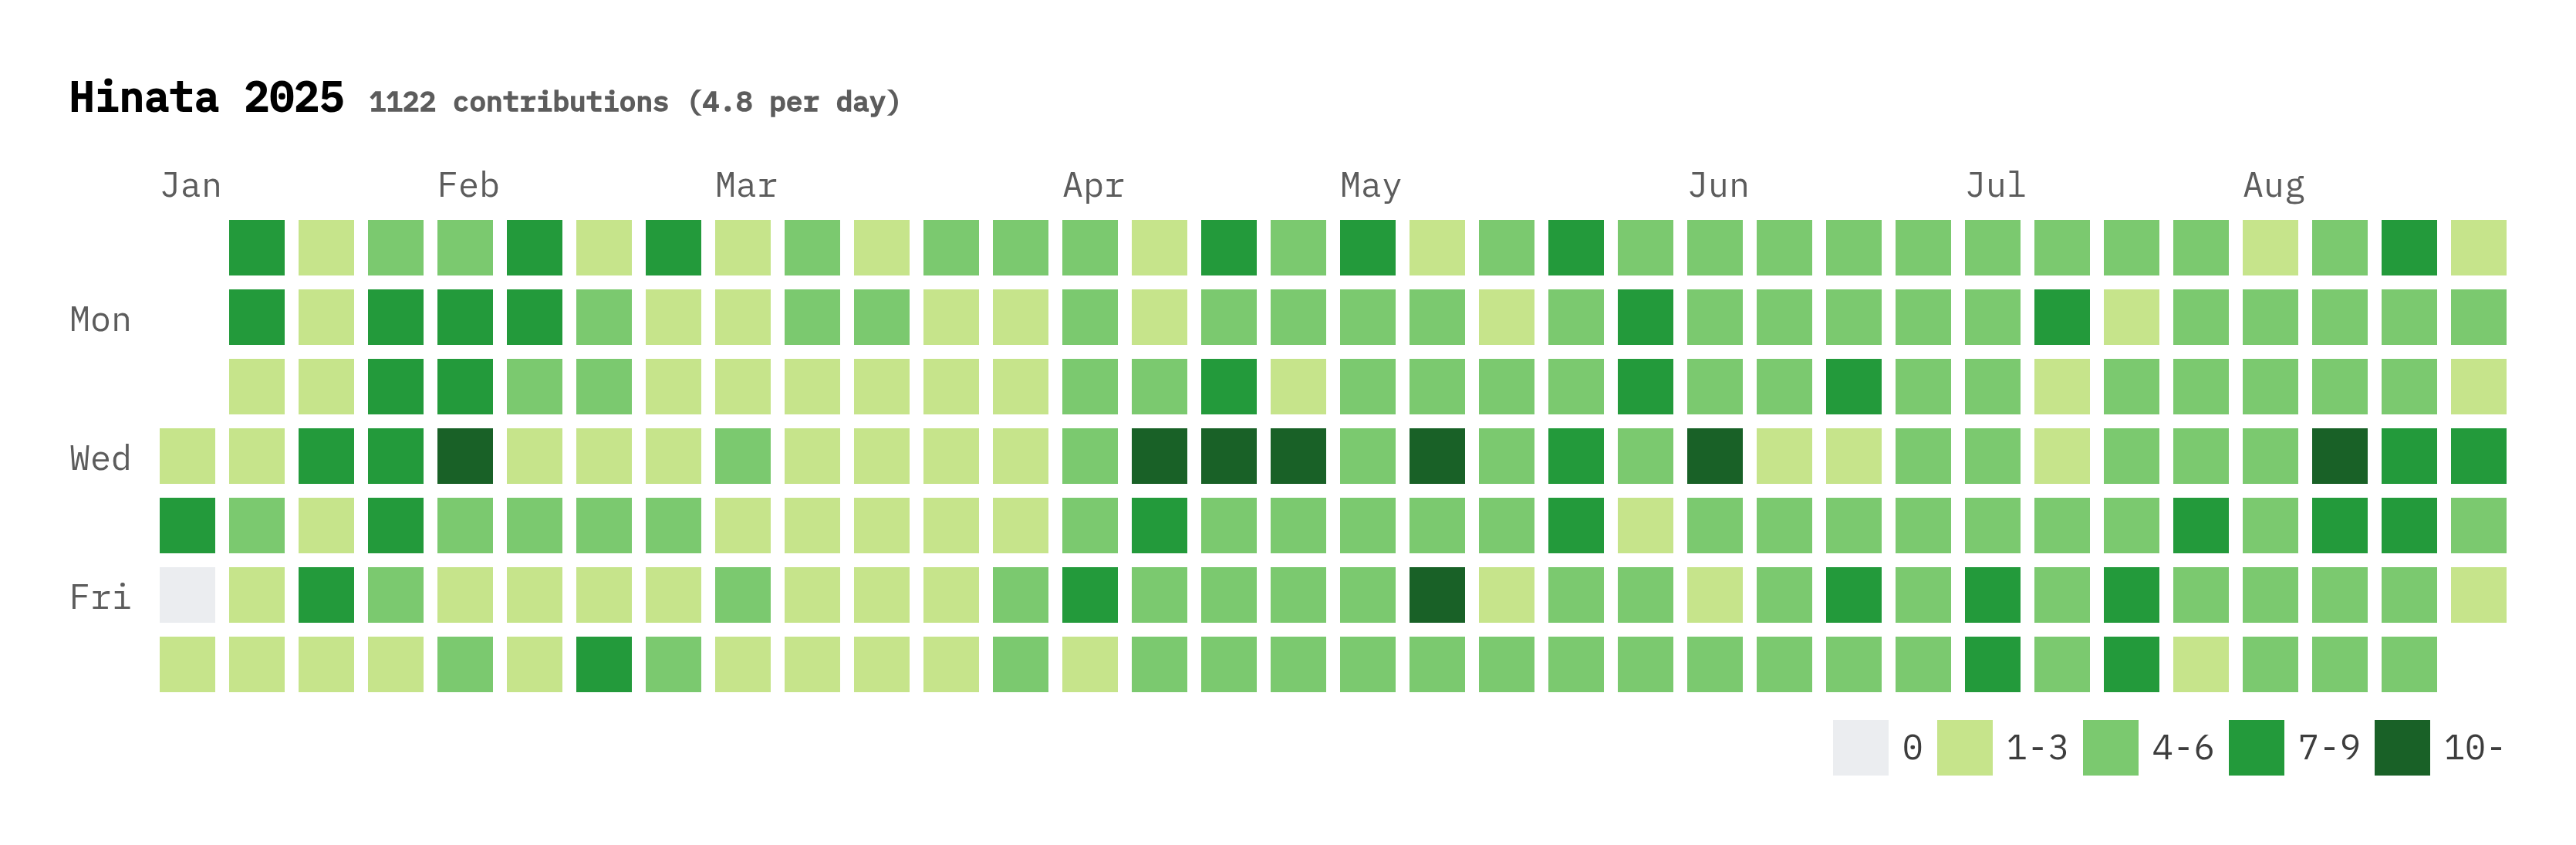 Hinata 2025 1122 contributions (4.8 per day)
Jan Feb Mar Apr May Jun Jul Aug
Mon
Wed
Fri
0 1-3 4-6 7-9 10-